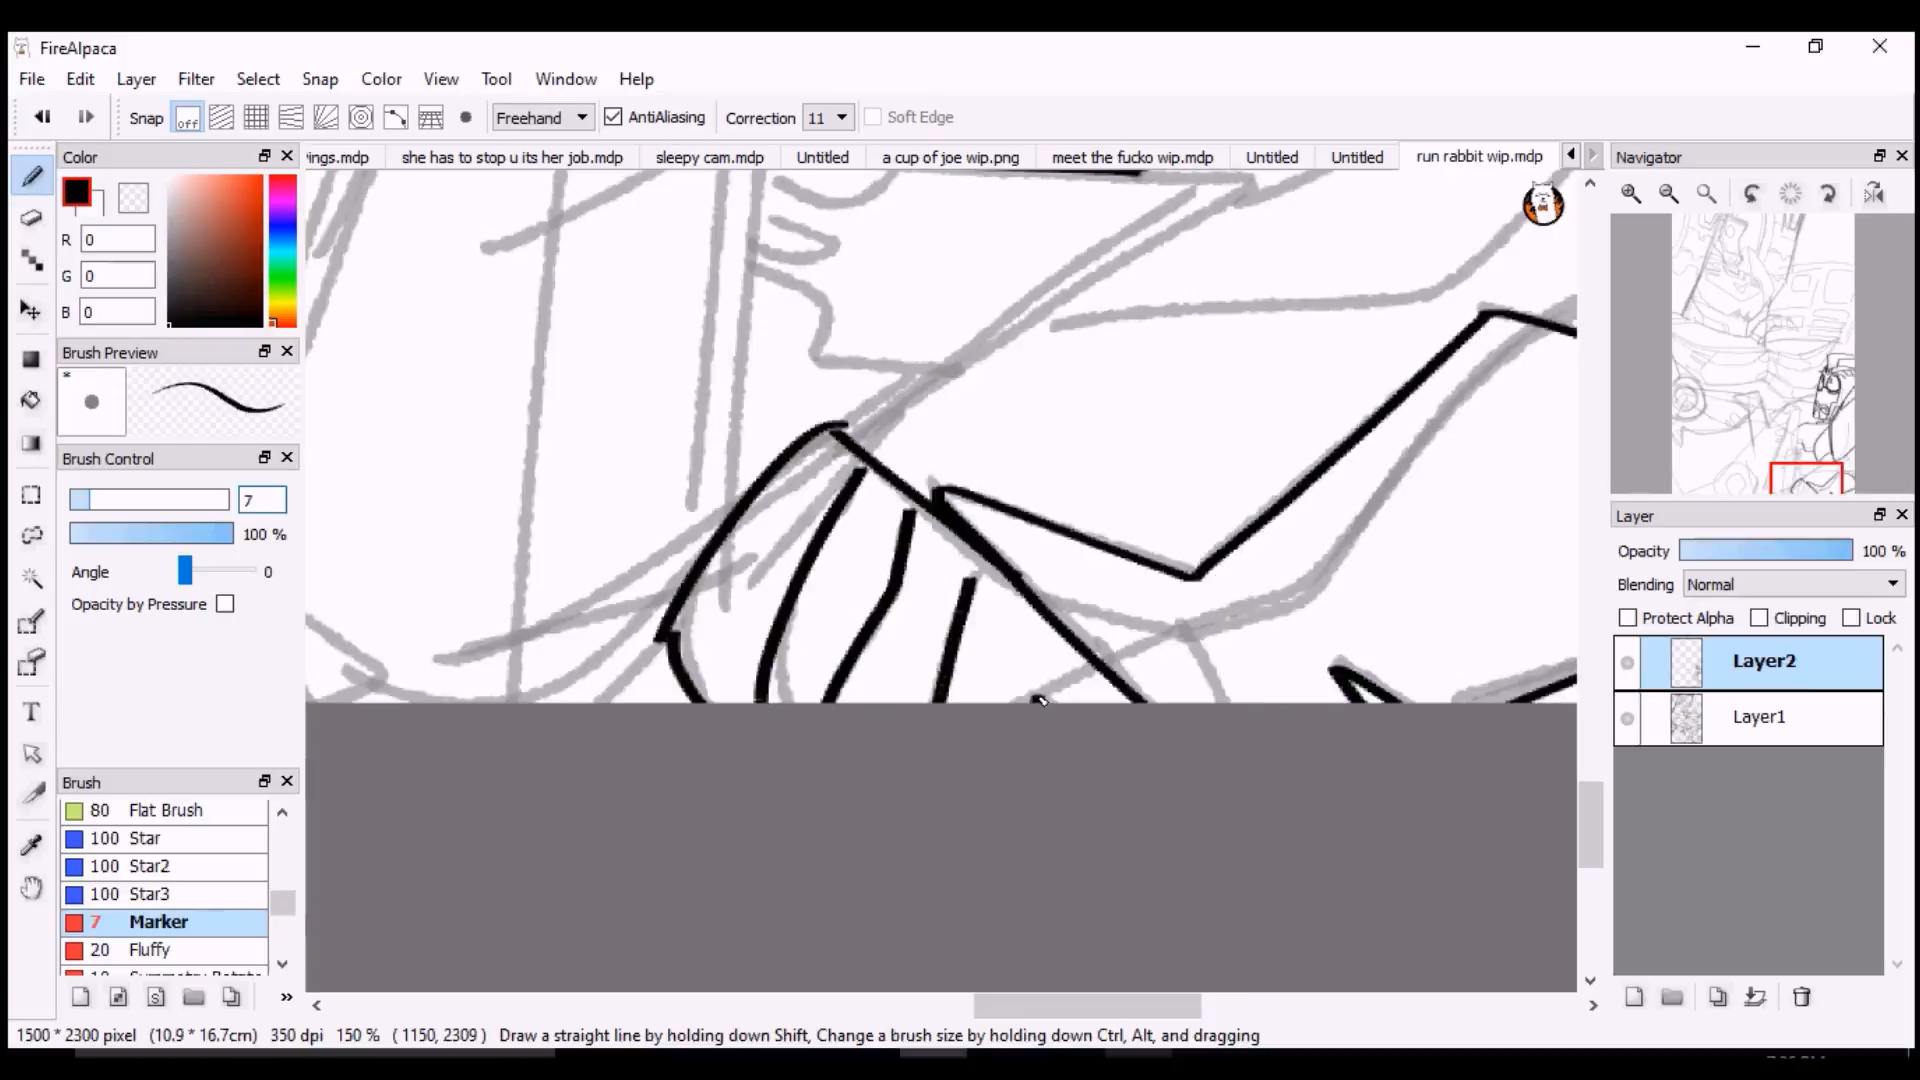 FireAlpaca
File Edit Layer Filter Select Snap Color View Tool Window Help
Snap off Freehand AntiAliasing Correction 11 Soft Edge
Color
ings.mdp she has to stop u its her job.mdp sleepy cam.mdp Untitled a cup of joe wip.png meet the fucko wip.mdp Untitled Untitled run rabbit wip.mdp
Navigator
R 0
G 0
B 0
Brush Preview
*
Brush Control
7
100 %
Angle 0
Opacity by Pressure
Layer
Opacity 100 %
Blending Normal
Protect Alpha Clipping Lock
Layer2
Layer1
Brush
80 Flat Brush
100 Star
100 Star2
100 Star3
7 Marker
20 Fluffy
1500 * 2300 pixel (10.9 * 16.7cm) 350 dpi 150 % ( 1150, 2309 ) Draw a straight line by holding down Shift, Change a brush size by holding down Ctrl, Alt, and dragging